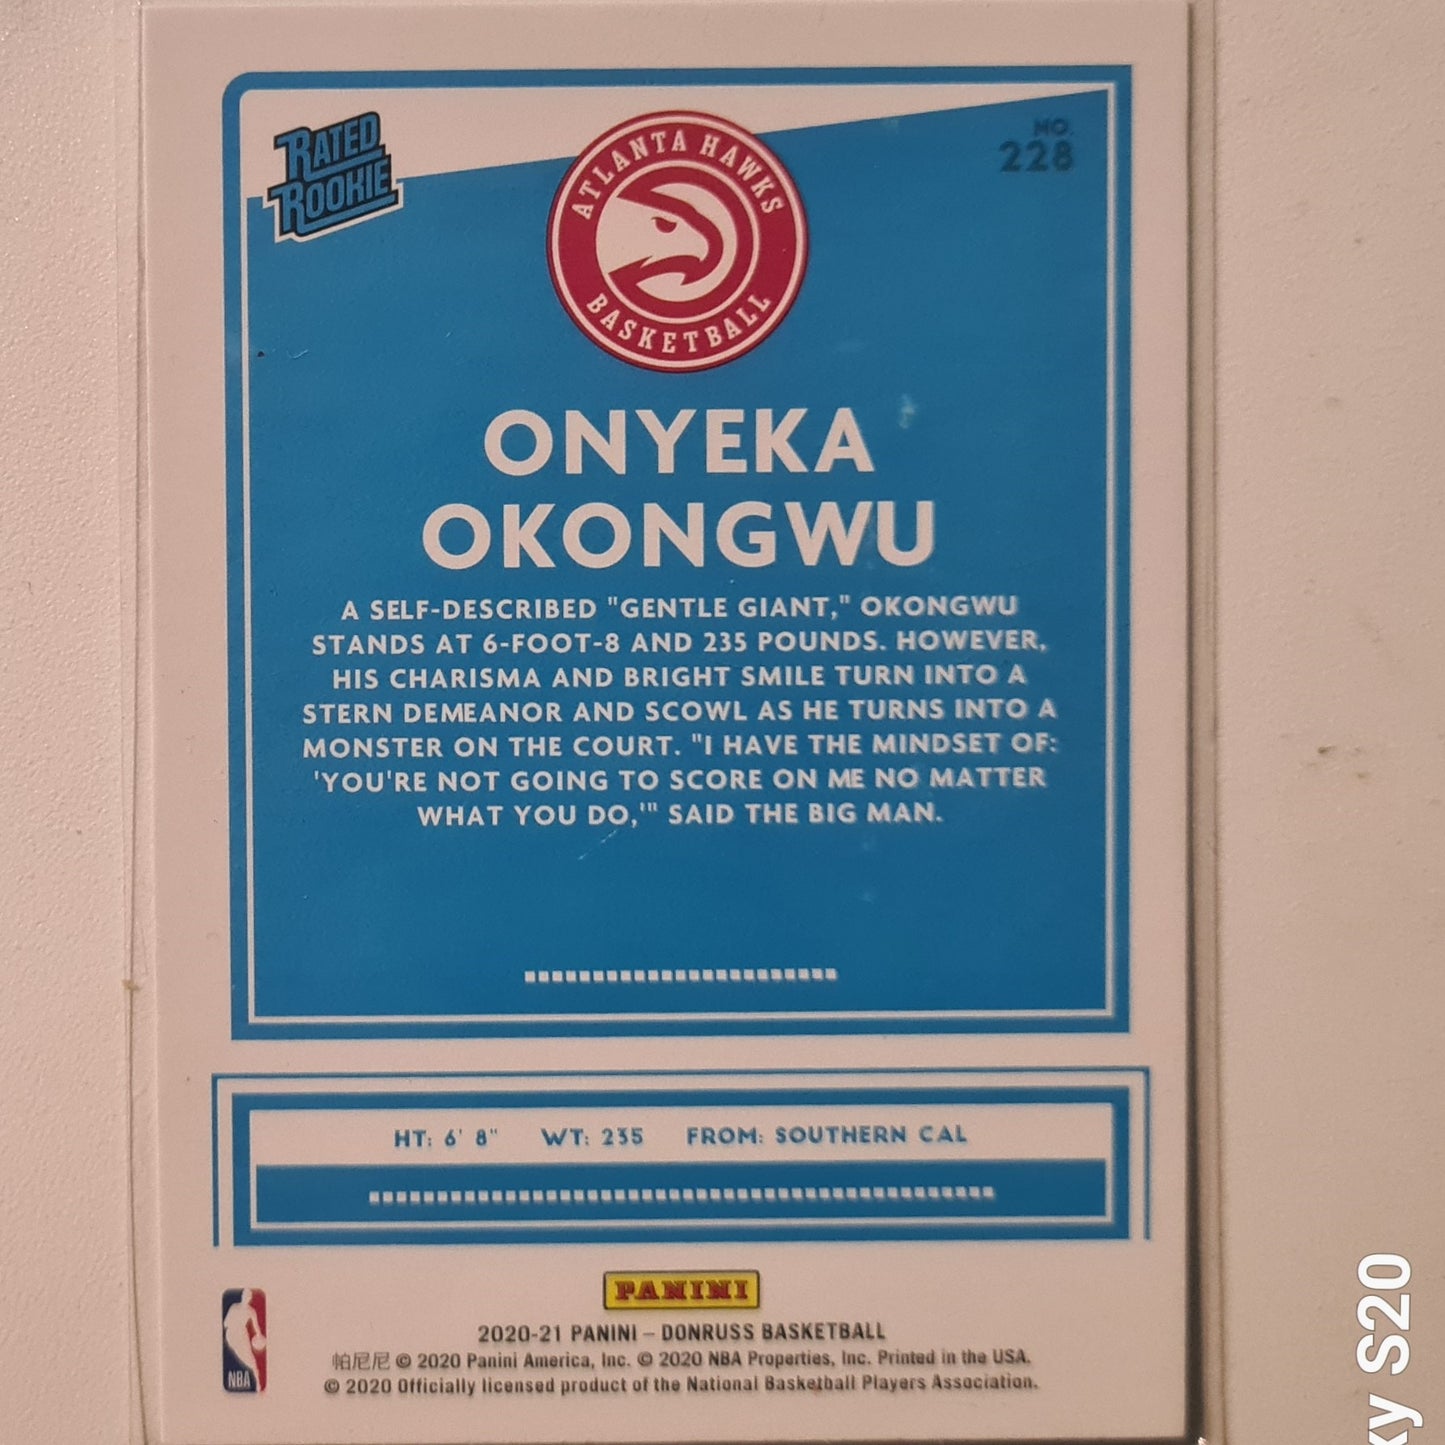 RATED
ROOKIE
ATLANTA HAWKS
BASKETBALL
NO.
228
ONYEKA
OKONGWU
A SELF-DESCRIBED "GENTLE GIANT," OKONGWU
STANDS AT 6-FOOT-8 AND 235 POUNDS. HOWEVER,
HIS CHARISMA AND BRIGHT SMILE TURN INTO A
STERN DEMEANOR AND SCOWL AS HE TURNS INTO A
MONSTER ON THE COURT. "I HAVE THE MINDSET OF:
'YOU'RE NOT GOING TO SCORE ON ME NO MATTER
WHAT YOU DO,'" SAID THE BIG MAN.
HT: 6' 8" WT: 235 FROM: SOUTHERN CAL
PANINI
NBA
2020-21 PANINI – DONRUSS BASKETBALL
帕尼尼 © 2020 Panini America, Inc. © 2020 NBA Properties, Inc. Printed in the USA.
© 2020 Officially licensed product of the National Basketball Players Association.
xy S20